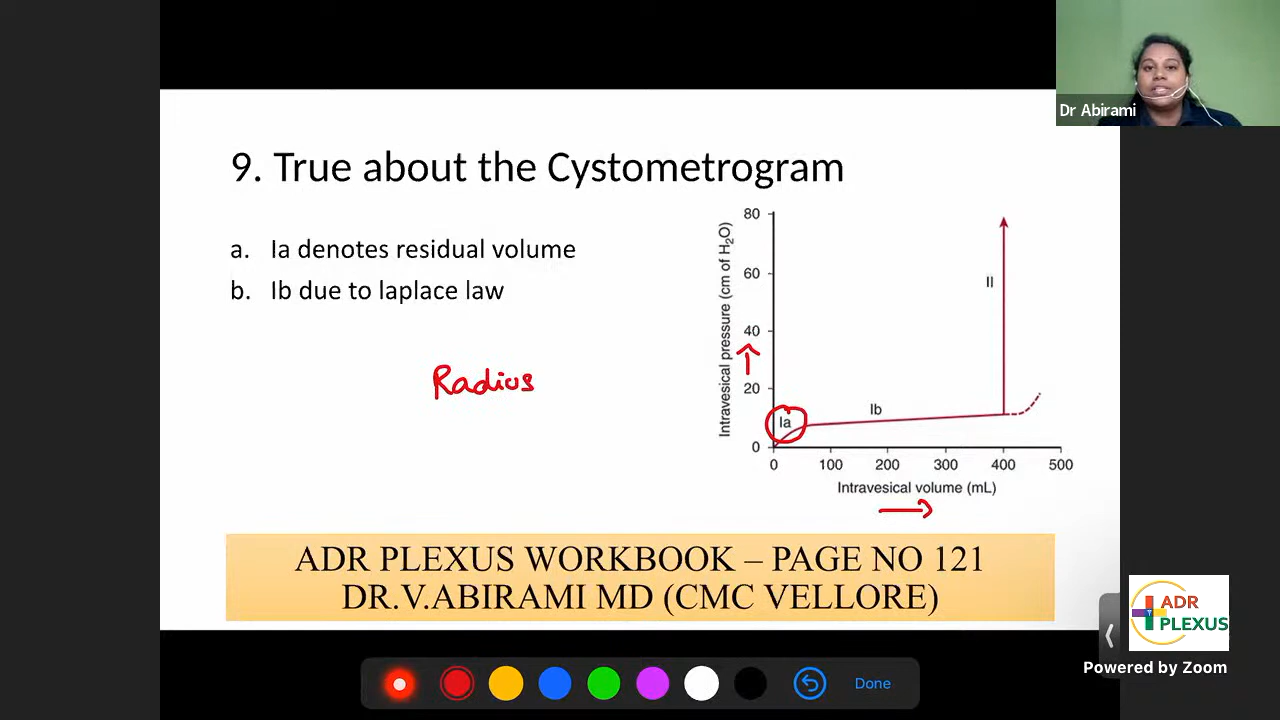 Dr Abirami
9. True about the Cystometrogram
a. Ia denotes residual volume
b. Ib due to laplace law
Radius
Intravesical pressure (cm of H₂O)
80
60
40
20
0
Ia
Ib
II
0 100 200 300 400 500
Intravesical volume (mL)
ADR PLEXUS WORKBOOK – PAGE NO 121
DR.V.ABIRAMI MD (CMC VELLORE)
ADR
PLEXUS
Powered by Zoom
Done